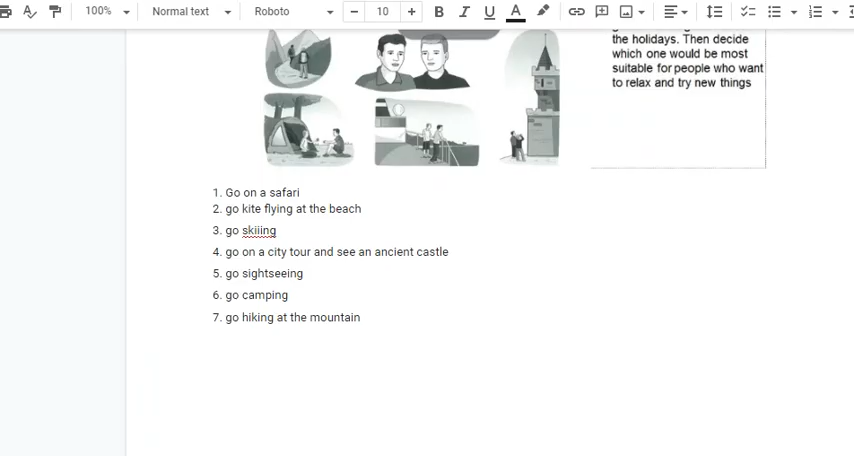 100% Normal text Roboto 10 B I U A
the holidays. Then decide
which one would be most
suitable for people who want
to relax and try new things
1. Go on a safari
2. go kite flying at the beach
3. go skiiing
4. go on a city tour and see an ancient castle
5. go sightseeing
6. go camping
7. go hiking at the mountain